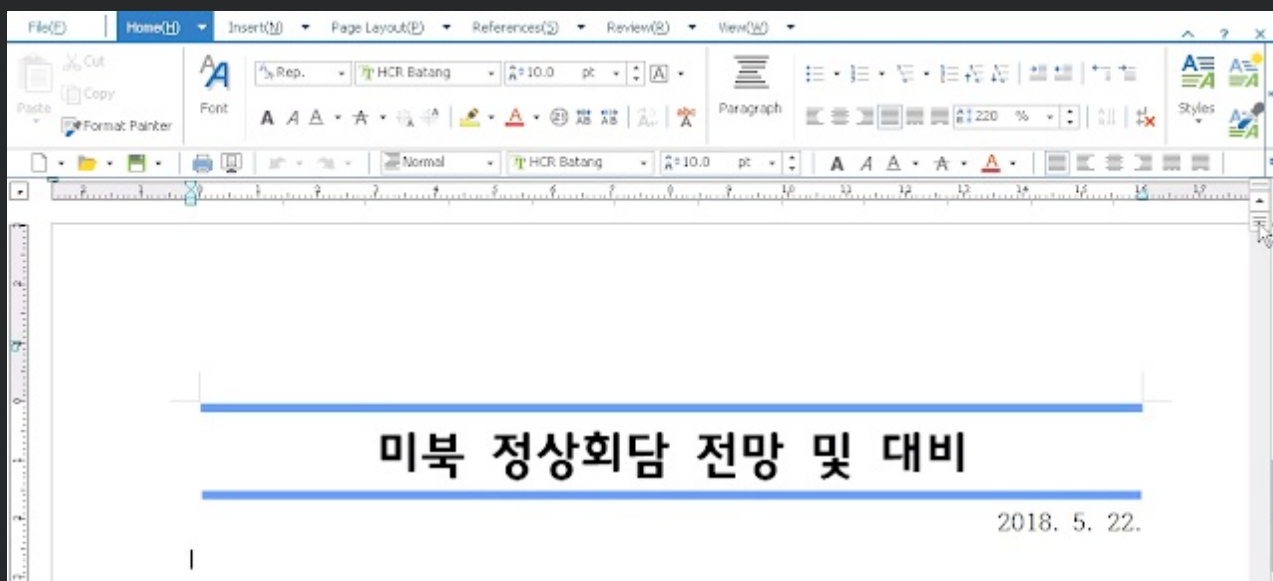 File(F) Home(H) Insert(N) Page Layout(P) References(S) Review(R) View(W) ?
Cut
Copy
Paste
Format Painter
Font
Rep. HCR Batang 10.0 pt
Paragraph
220 %
Styles
Normal HCR Batang 10.0 pt
미북 정상회담 전망 및 대비
2018. 5. 22.